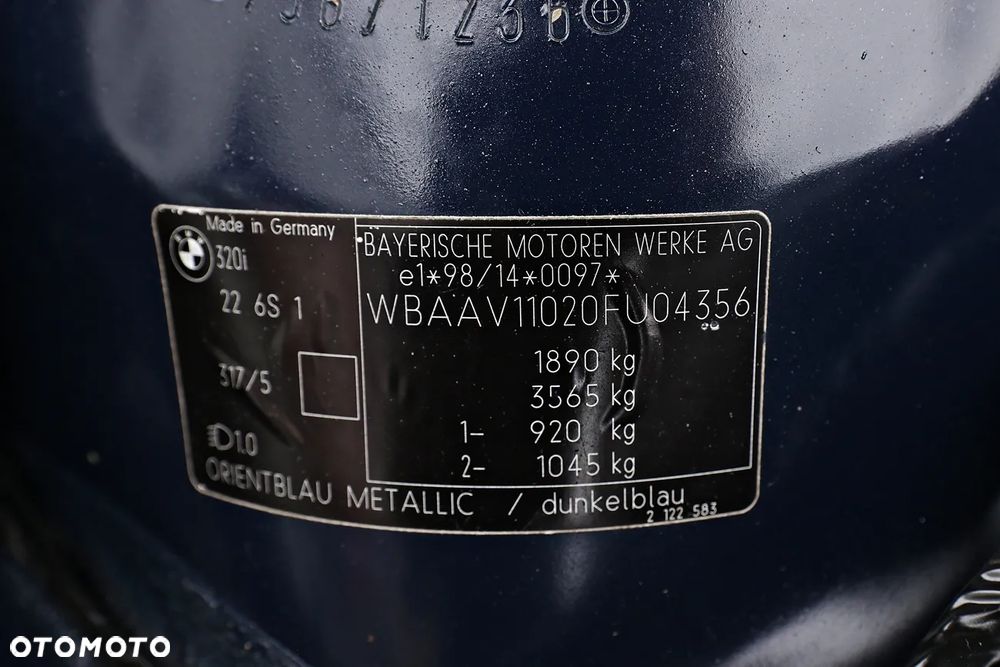 Made in Germany
320i
22 6S 1
317/5
1.0
BAYERISCHE MOTOREN WERKE AG
e1*98/14*0097*
WBAAV11020FU04356
1890 kg
3565 kg
1- 920 kg
2- 1045 kg
ORIENTBLAU METALLIC / dunkelblau
2 122 583
OTOMOTO